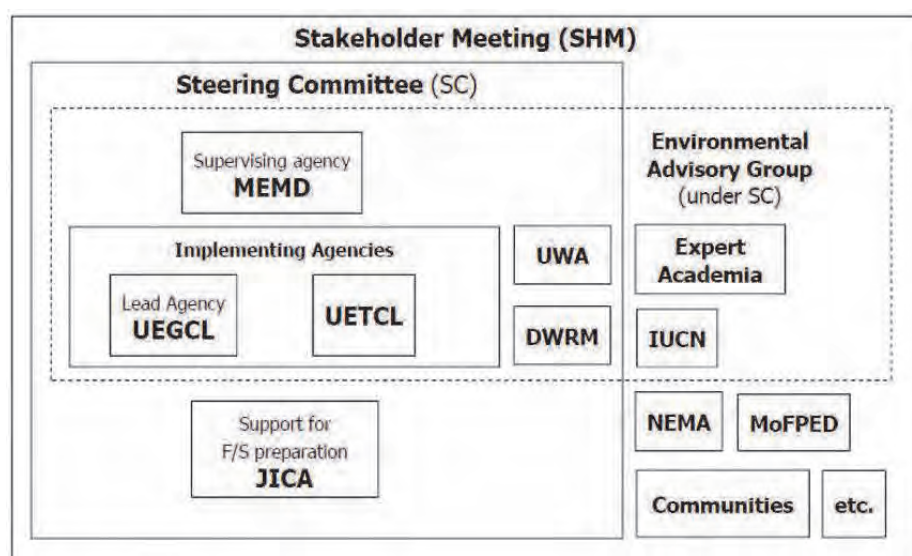 Stakeholder Meeting (SHM)
Steering Committee (SC)
Supervising agency
MEMD
Implementing Agencies
Lead Agency
UEGCL
UETCL
UWA
DWRM
Environmental
Advisory Group
(under SC)
Expert
Academia
IUCN
Support for
F/S preparation
JICA
NEMA
MoFPED
Communities
etc.